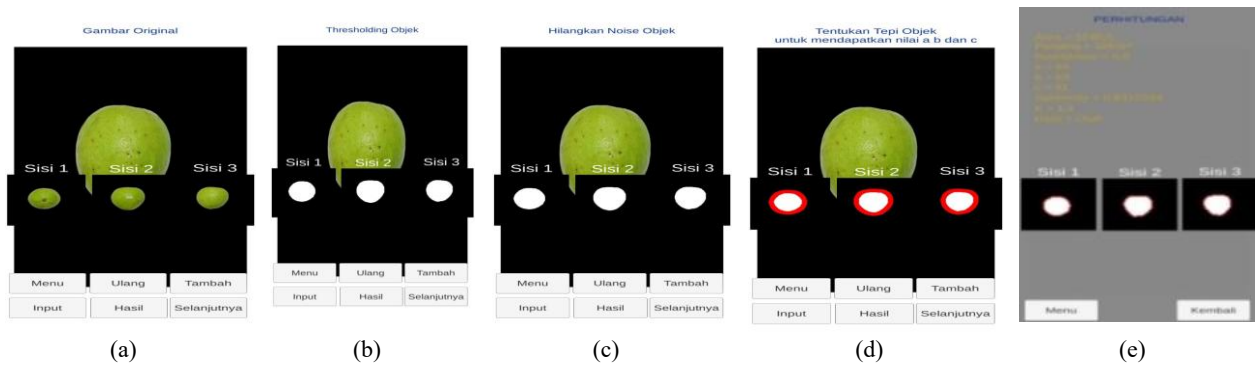 Gambar Original
Sisi 1 Sisi 2 Sisi 3
Menu Ulang Tambah
Input Hasil Selanjutnya
(a)
Thresholding Objek
Sisi 1 Sisi 2 Sisi 3
Menu Ulang Tambah
Input Hasil Selanjutnya
(b)
Hilangkan Noise Objek
Sisi 1 Sisi 2 Sisi 3
Menu Ulang Tambah
Input Hasil Selanjutnya
(c)
Tentukan Tepi Objek
untuk mendapatkan nilai a b dan c
Sisi 1 Sisi 2 Sisi 3
Menu Ulang Tambah
Input Hasil Selanjutnya
(d)
PERHITUNGAN
Sisi 1 Sisi 2 Sisi 3
Menu Kembali
(e)